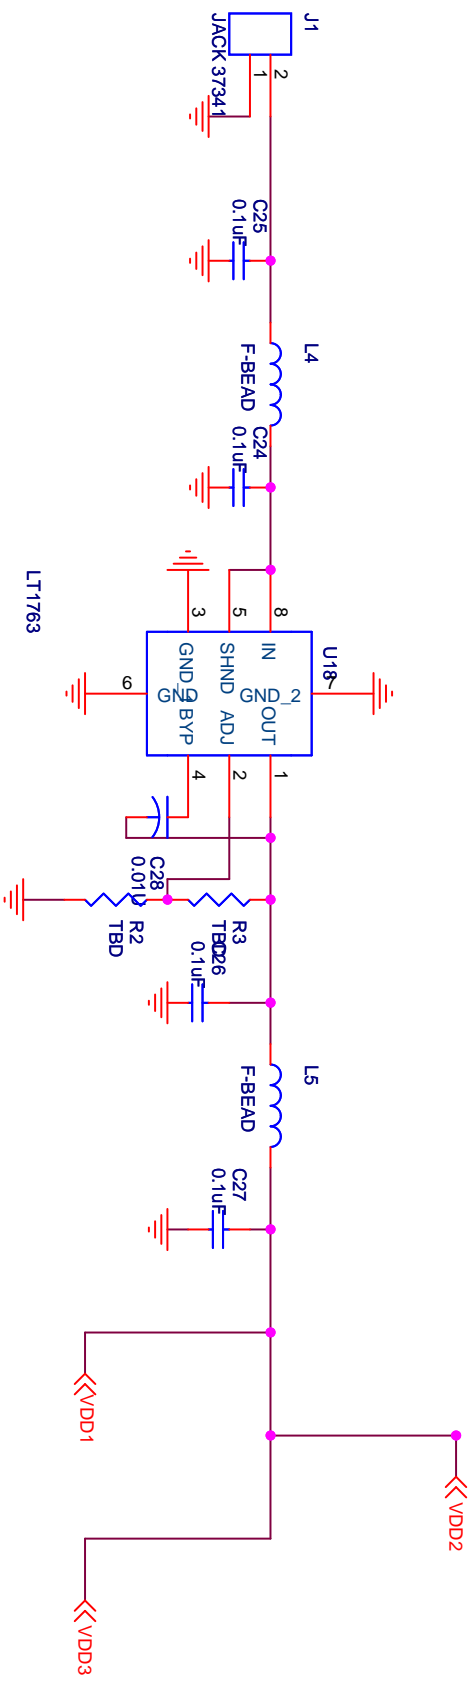 J1
JACK 37341
2
1
C25
0.1uF
L4
F-BEAD
C24
0.1uF
LT1763
U18
8
5
3
IN
SHND
GND_1
7
GND_2
6
GND
OUT
ADJ
BYP
1
2
4
C28
0.01U
R3
TBD
R2
TBD
C26
0.1uF
L5
F-BEAD
C27
0.1uF
VDD1
VDD2
VDD3